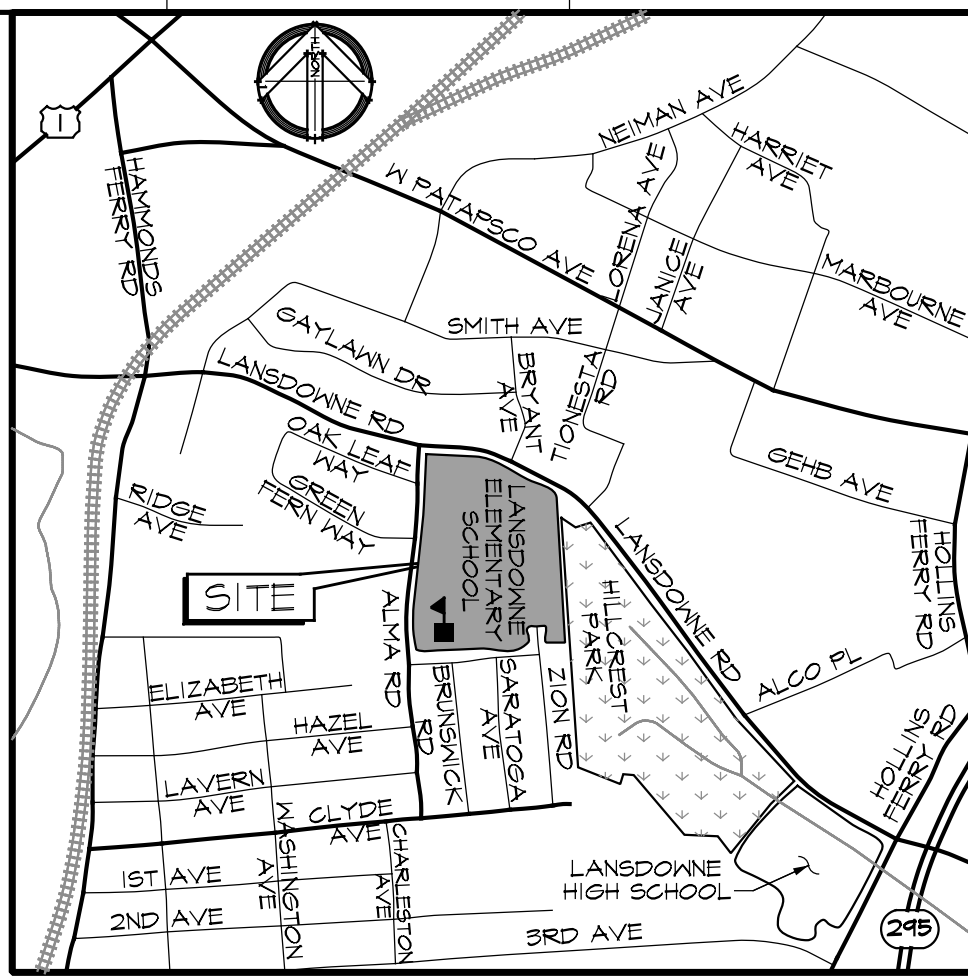 NORTH
1
NEIMAN AVE
HARRIET
AVE
HAMMONDS
FERRY RD
W PATAPSCO AVE
LORENA AVE
JANICE
AVE
MARBOURNE
AVE
GAYLAWN DR
SMITH AVE
LANSDOWNE RD
BRYANT
AVE
TIONESTA
RD
OAK LEAF
WAY
GEHB AVE
GREEN
FERN WAY
RIDGE
AVE
LANSDOWNE
ELEMENTARY
SCHOOL
LANSDOWNE RD
HOLLINS
FERRY RD
SITE
HILLCREST
PARK
ALMA RD
ALCO PL
ELIZABETH
AVE
BRUNSWICK
RD
SARATOGA
AVE
ZION RD
HAZEL
AVE
HOLLINS
FERRY RD
LAVERN
AVE
CLYDE
AVE
WASHINGTON
AVE
CHARLESTON
AVE
1ST AVE
LANSDOWNE
HIGH SCHOOL
2ND AVE
3RD AVE
295